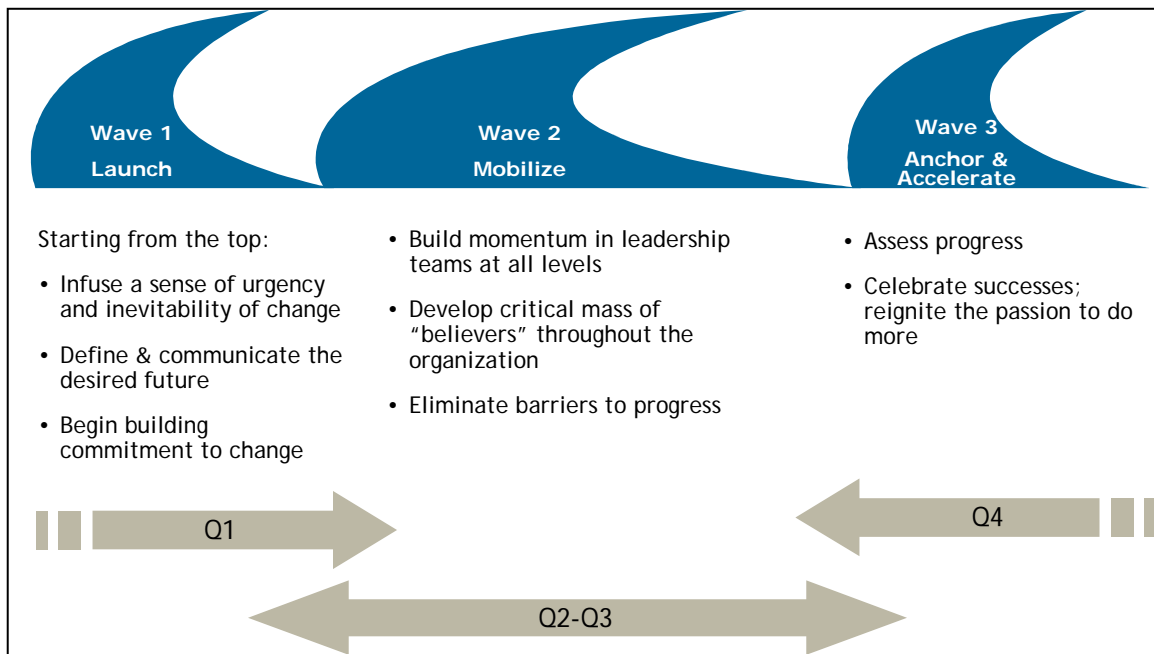 Wave 1
Launch
Wave 2
Mobilize
Wave 3
Anchor &
Accelerate
Starting from the top:
• Infuse a sense of urgency
and inevitability of change
• Define & communicate the
desired future
• Begin building
commitment to change
• Build momentum in leadership
teams at all levels
• Develop critical mass of
“believers” throughout the
organization
• Eliminate barriers to progress
• Assess progress
• Celebrate successes;
reignite the passion to do
more
Q1
Q4
Q2-Q3